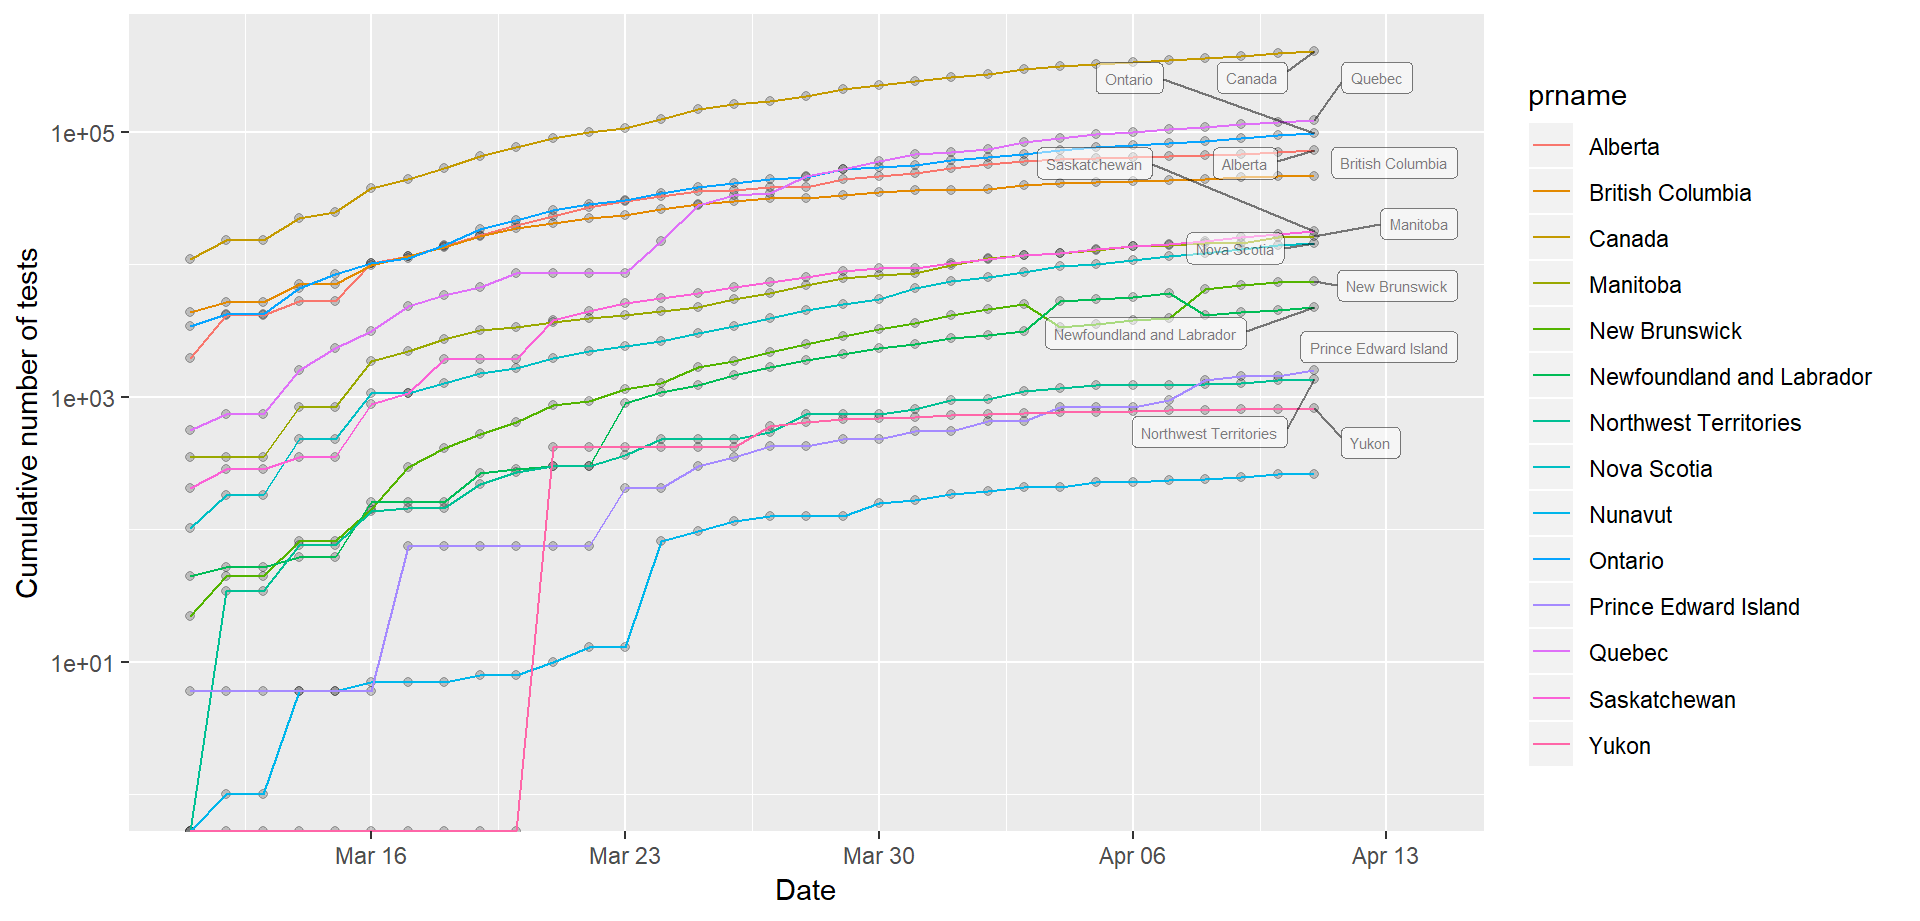 Cumulative number of tests
1e+05
1e+03
1e+01
Ontario
Canada
Quebec
Saskatchewan
Alberta
British Columbia
Manitoba
Nova Scotia
New Brunswick
Newfoundland and Labrador
Prince Edward Island
Northwest Territories
Yukon
Mar 16
Mar 23
Mar 30
Apr 06
Apr 13
Date
prname
Alberta
British Columbia
Canada
Manitoba
New Brunswick
Newfoundland and Labrador
Northwest Territories
Nova Scotia
Nunavut
Ontario
Prince Edward Island
Quebec
Saskatchewan
Yukon